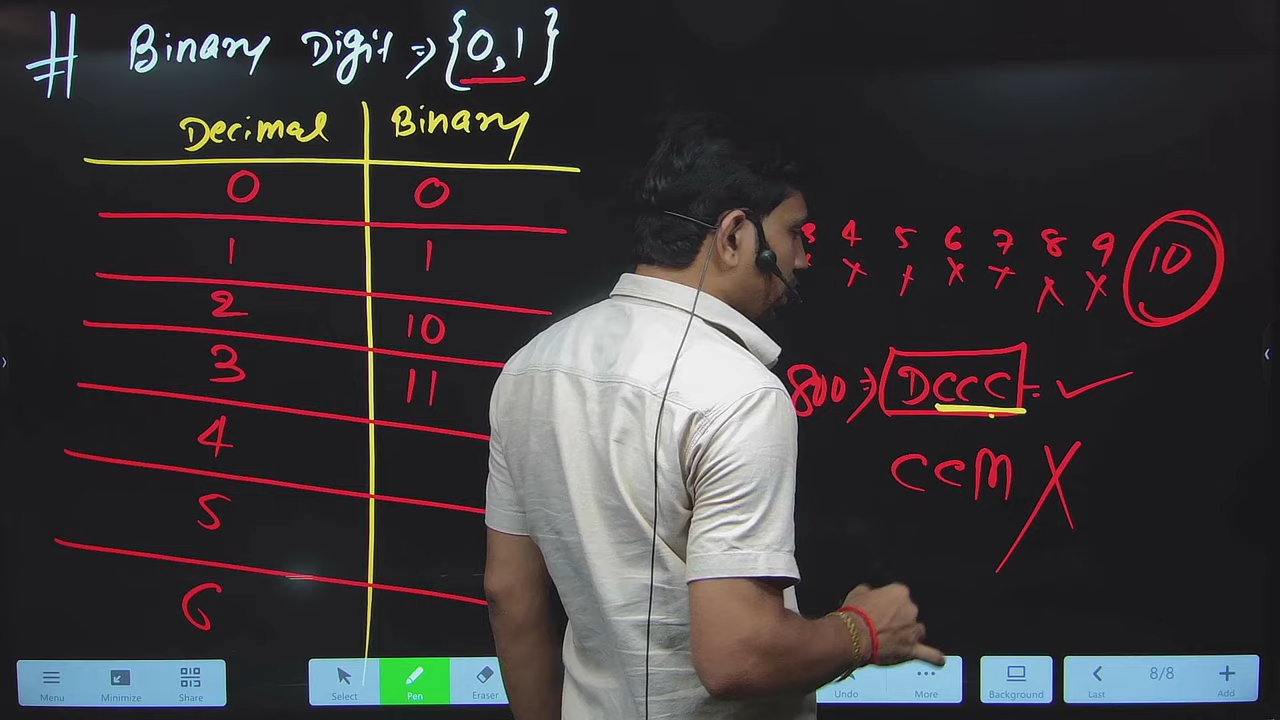 # Binary Digit ⇒ {0,1}
Decimal Binary
0 0
1 1
2 10
3 11
4
5
6
3 4 5 6 7 8 9 10
x x x x x x x
800 ⇒ DCCC = ✓
CCM X
Menu Minimize Share Select Pen Eraser Undo More Background Last 8/8 Add